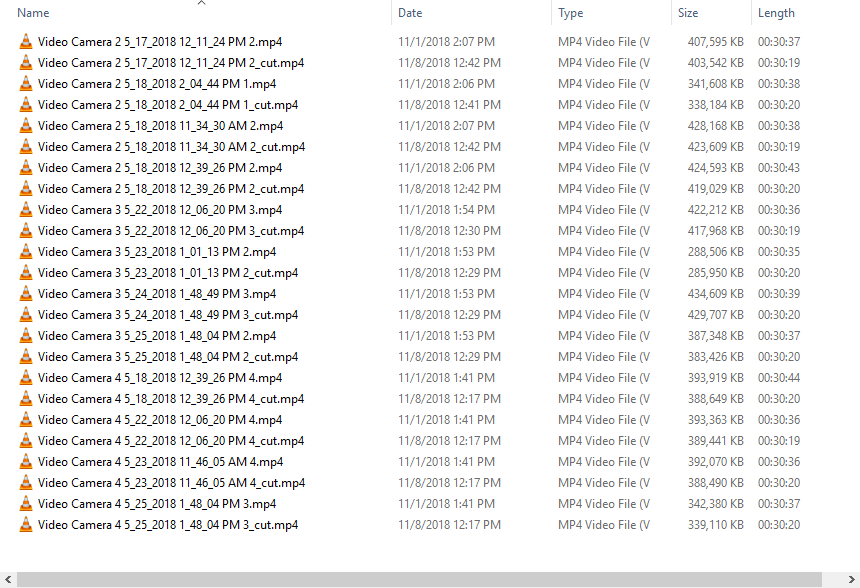 Name Date Type Size Length
Video Camera 2 5_17_2018 12_11_24 PM 2.mp4 11/1/2018 2:07 PM MP4 Video File (V 407,595 KB 00:30:37
Video Camera 2 5_17_2018 12_11_24 PM 2_cut.mp4 11/8/2018 12:42 PM MP4 Video File (V 403,542 KB 00:30:19
Video Camera 2 5_18_2018 2_04_44 PM 1.mp4 11/1/2018 2:06 PM MP4 Video File (V 341,608 KB 00:30:38
Video Camera 2 5_18_2018 2_04_44 PM 1_cut.mp4 11/8/2018 12:41 PM MP4 Video File (V 338,184 KB 00:30:20
Video Camera 2 5_18_2018 11_34_30 AM 2.mp4 11/1/2018 2:07 PM MP4 Video File (V 428,168 KB 00:30:38
Video Camera 2 5_18_2018 11_34_30 AM 2_cut.mp4 11/8/2018 12:42 PM MP4 Video File (V 423,609 KB 00:30:19
Video Camera 2 5_18_2018 12_39_26 PM 2.mp4 11/1/2018 2:06 PM MP4 Video File (V 424,593 KB 00:30:43
Video Camera 2 5_18_2018 12_39_26 PM 2_cut.mp4 11/8/2018 12:42 PM MP4 Video File (V 419,029 KB 00:30:20
Video Camera 3 5_22_2018 12_06_20 PM 3.mp4 11/1/2018 1:54 PM MP4 Video File (V 422,212 KB 00:30:36
Video Camera 3 5_22_2018 12_06_20 PM 3_cut.mp4 11/8/2018 12:30 PM MP4 Video File (V 417,968 KB 00:30:19
Video Camera 3 5_23_2018 1_01_13 PM 2.mp4 11/1/2018 1:53 PM MP4 Video File (V 288,506 KB 00:30:35
Video Camera 3 5_23_2018 1_01_13 PM 2_cut.mp4 11/8/2018 12:29 PM MP4 Video File (V 285,950 KB 00:30:20
Video Camera 3 5_24_2018 1_48_49 PM 3.mp4 11/1/2018 1:53 PM MP4 Video File (V 434,609 KB 00:30:39
Video Camera 3 5_24_2018 1_48_49 PM 3_cut.mp4 11/8/2018 12:29 PM MP4 Video File (V 429,707 KB 00:30:20
Video Camera 3 5_25_2018 1_48_04 PM 2.mp4 11/1/2018 1:53 PM MP4 Video File (V 387,348 KB 00:30:37
Video Camera 3 5_25_2018 1_48_04 PM 2_cut.mp4 11/8/2018 12:29 PM MP4 Video File (V 383,426 KB 00:30:20
Video Camera 4 5_18_2018 12_39_26 PM 4.mp4 11/1/2018 1:41 PM MP4 Video File (V 393,919 KB 00:30:44
Video Camera 4 5_18_2018 12_39_26 PM 4_cut.mp4 11/8/2018 12:17 PM MP4 Video File (V 388,649 KB 00:30:20
Video Camera 4 5_22_2018 12_06_20 PM 4.mp4 11/1/2018 1:41 PM MP4 Video File (V 393,363 KB 00:30:36
Video Camera 4 5_22_2018 12_06_20 PM 4_cut.mp4 11/8/2018 12:17 PM MP4 Video File (V 389,441 KB 00:30:19
Video Camera 4 5_23_2018 11_46_05 AM 4.mp4 11/1/2018 1:41 PM MP4 Video File (V 392,070 KB 00:30:36
Video Camera 4 5_23_2018 11_46_05 AM 4_cut.mp4 11/8/2018 12:17 PM MP4 Video File (V 388,490 KB 00:30:20
Video Camera 4 5_25_2018 1_48_04 PM 3.mp4 11/1/2018 1:41 PM MP4 Video File (V 342,380 KB 00:30:37
Video Camera 4 5_25_2018 1_48_04 PM 3_cut.mp4 11/8/2018 12:17 PM MP4 Video File (V 339,110 KB 00:30:20